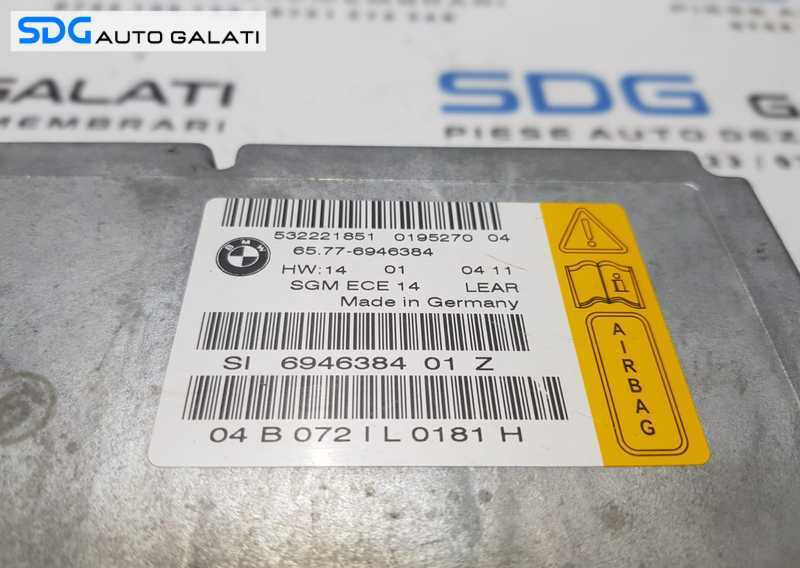 SDG AUTO GALATI
GALATI
MEMBRARI
SDG G
PIESE AUTO DEZ
532221851 0195270 04
65.77-6946384
BMW
HW:14 01 04 11
SGM ECE 14 LEAR
Made in Germany
SI 6946384 01 Z
04 B 072 I L 0181 H
AIRBAG